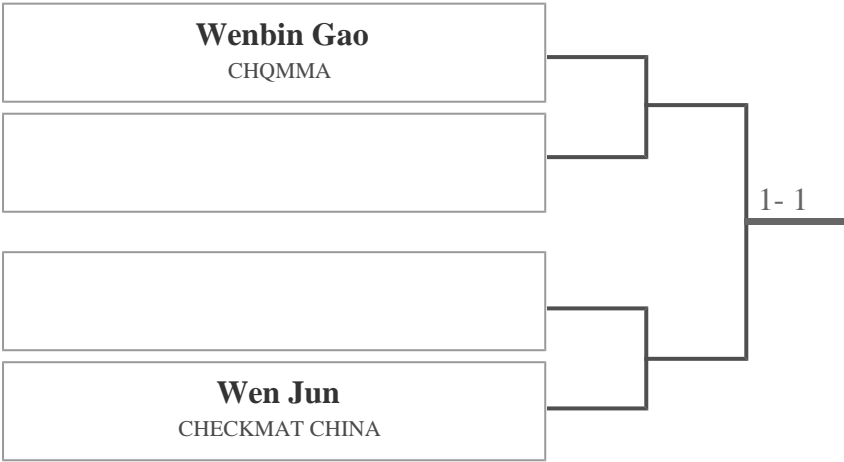 Wenbin Gao
CHQMMA
1- 1
Wen Jun
CHECKMAT CHINA